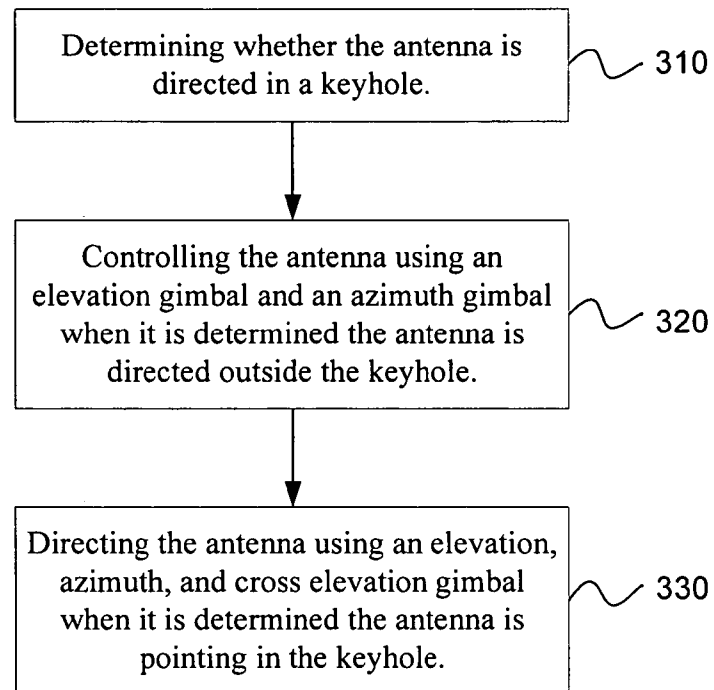 Determining whether the antenna is
directed in a keyhole.
310
Controlling the antenna using an
elevation gimbal and an azimuth gimbal
when it is determined the antenna is
directed outside the keyhole.
320
Directing the antenna using an elevation,
azimuth, and cross elevation gimbal
when it is determined the antenna is
pointing in the keyhole.
330